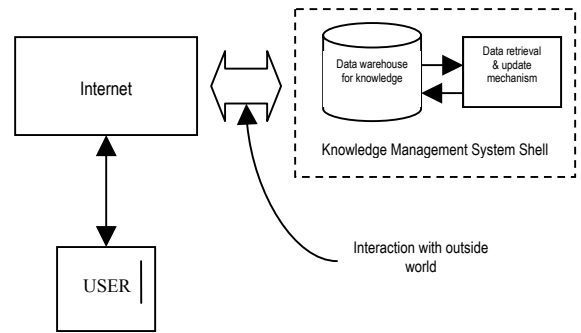 Internet
Data warehouse
for knowledge
Data retrieval
& update
mechanism
Knowledge Management System Shell
Interaction with outside
world
USER